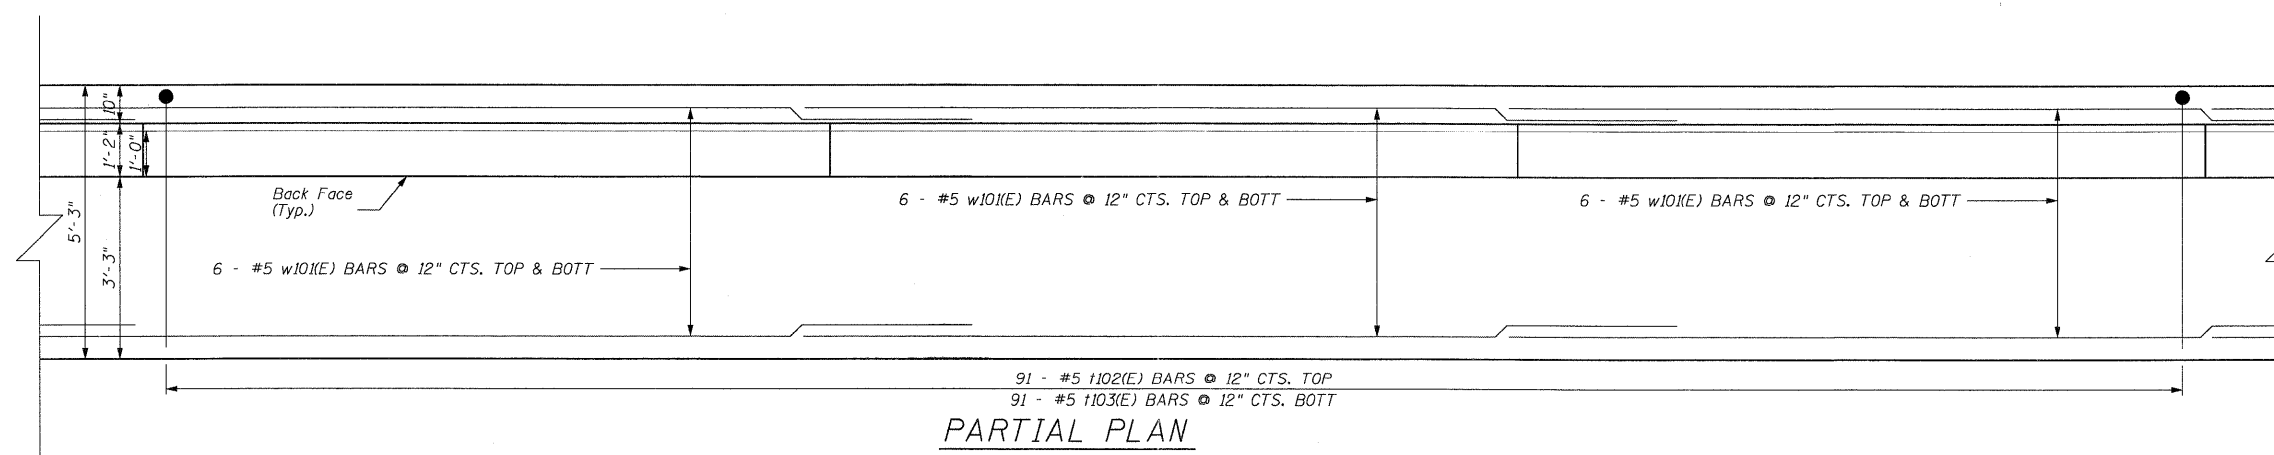 10"
1'-2"
1'-0"
5'-3"
3'-3"
Back Face
(Typ.)
6 - #5 w101(E) BARS @ 12" CTS. TOP & BOTT
6 - #5 w101(E) BARS @ 12" CTS. TOP & BOTT
6 - #5 w101(E) BARS @ 12" CTS. TOP & BOTT
91 - #5 t102(E) BARS @ 12" CTS. TOP
91 - #5 t103(E) BARS @ 12" CTS. BOTT
PARTIAL PLAN